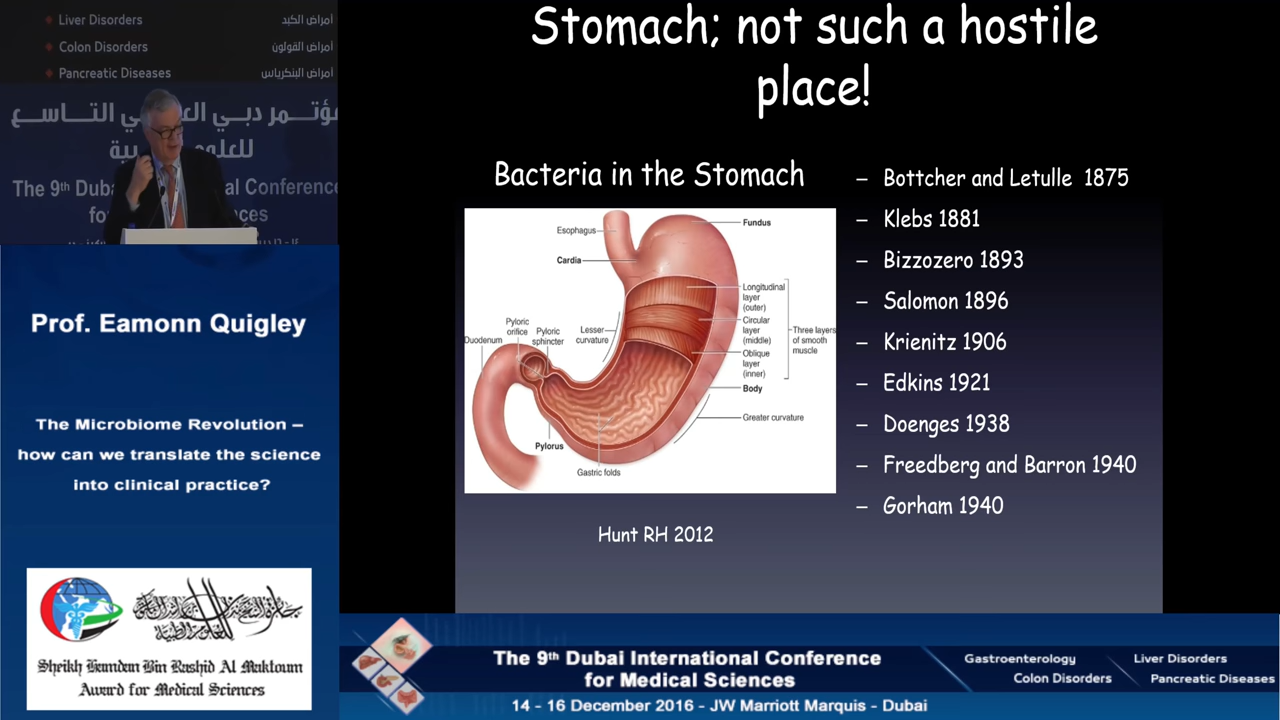 Liver Disorders
أمراض الكبد
Colon Disorders
أمراض القولون
Pancreatic Diseases
أمراض البنكرياس
التـــاســع
The 9th
Conference
Prof. Eamonn Quigley
The Microbiome Revolution –
how can we translate the science
into clinical practice?
Sheikh Hamdan Bin Rashid Al Maktoum
Award for Medical Sciences
Stomach; not such a hostile
place!
Bacteria in the Stomach
Esophagus
Fundus
Cardia
Longitudinal
layer
(outer)
Circular
layer
(middle)
Oblique
layer
(inner)
Three layers
of smooth
muscle
Lesser
curvature
Pyloric
orifice
Pyloric
sphincter
Duodenum
Body
Greater curvature
Pylorus
Gastric folds
Hunt RH 2012
– Bottcher and Letulle 1875
– Klebs 1881
– Bizzozero 1893
– Salomon 1896
– Krienitz 1906
– Edkins 1921
– Doenges 1938
– Freedberg and Barron 1940
– Gorham 1940
The 9th Dubai International Conference
for Medical Sciences
14 - 16 December 2016 - JW Marriott Marquis - Dubai
Gastroenterology
Liver Disorders
Colon Disorders
Pancreatic Diseases